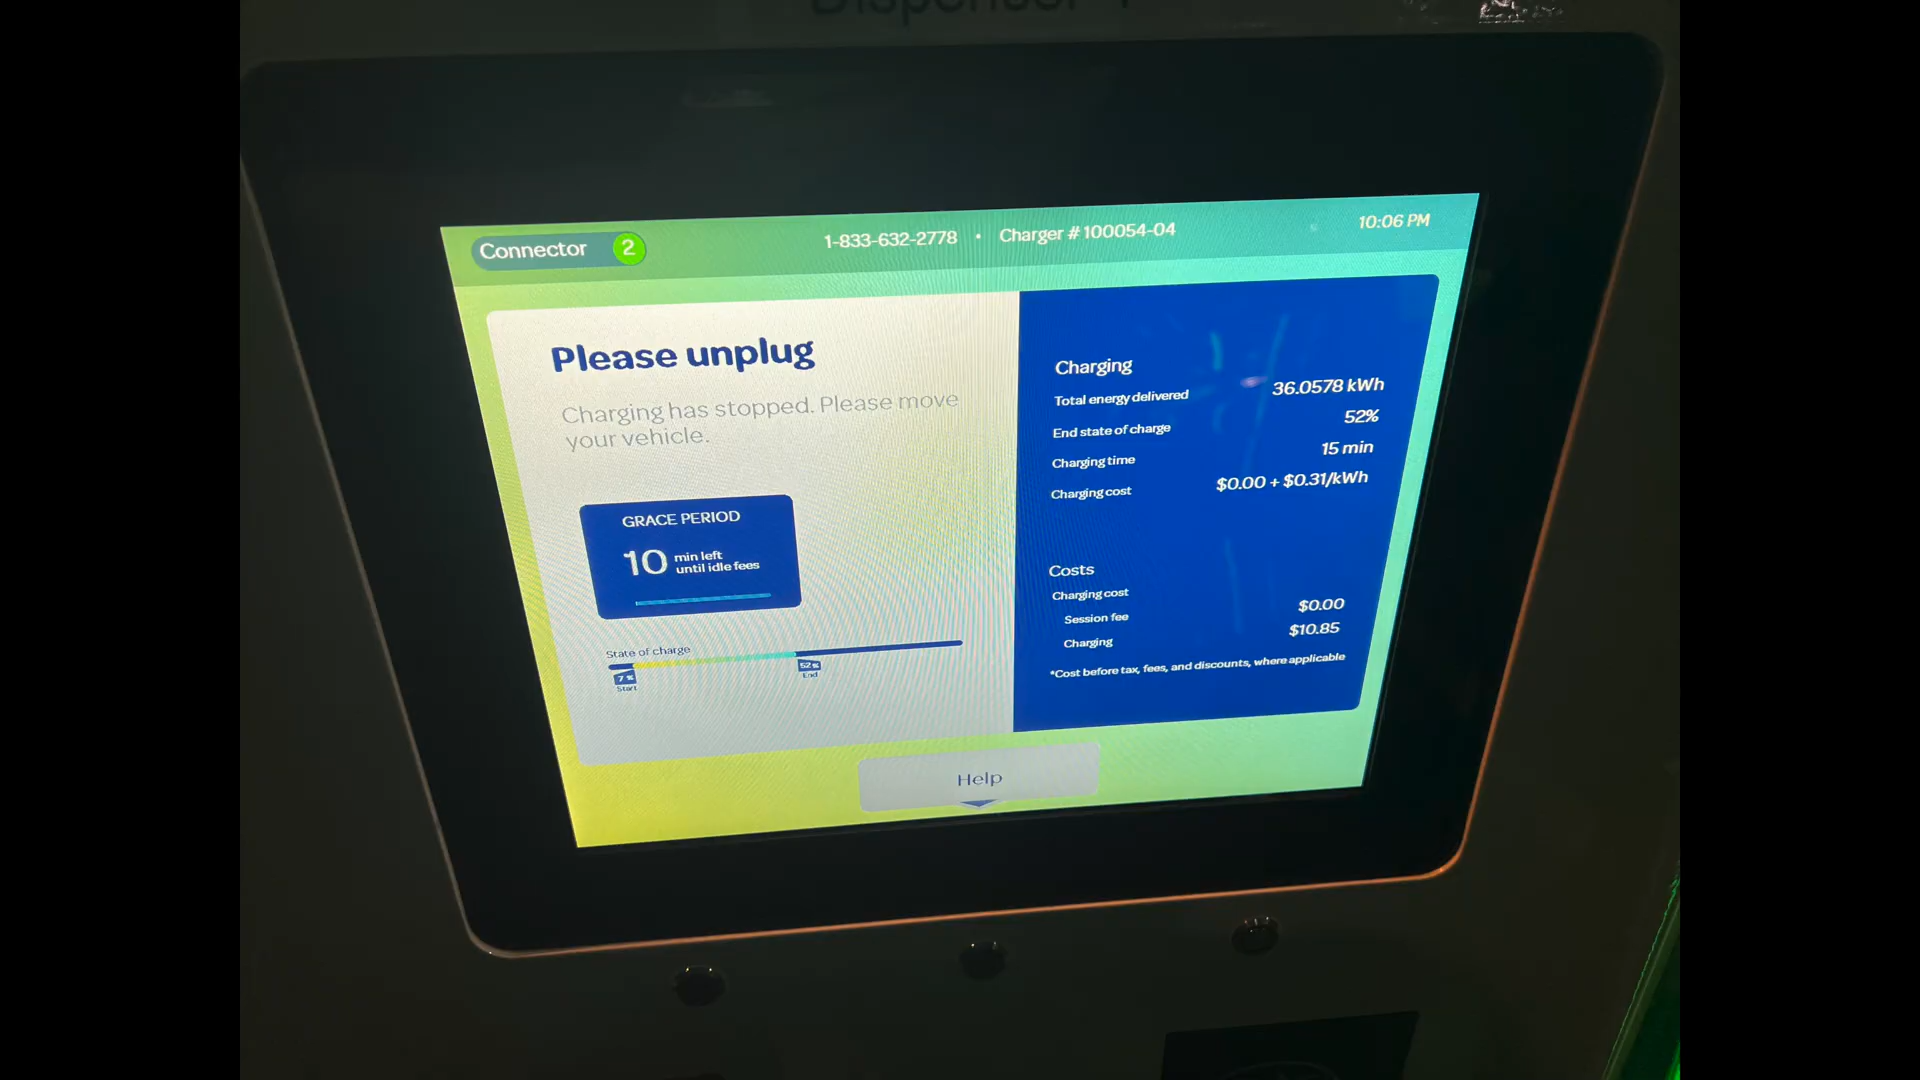 Connector 2
1-833-632-2778 • Charger # 100054-04
10:06 PM
Please unplug
Charging has stopped. Please move
your vehicle.
GRACE PERIOD
10 min left
until idle fees
State of charge
7% 52%
Start End
Charging
Total energy delivered 36.0578 kWh
End state of charge 52%
Charging time 15 min
Charging cost $0.00 + $0.31/kWh
Costs
Charging cost
Session fee $0.00
Charging $10.85
*Cost before tax, fees, and discounts, where applicable
Help